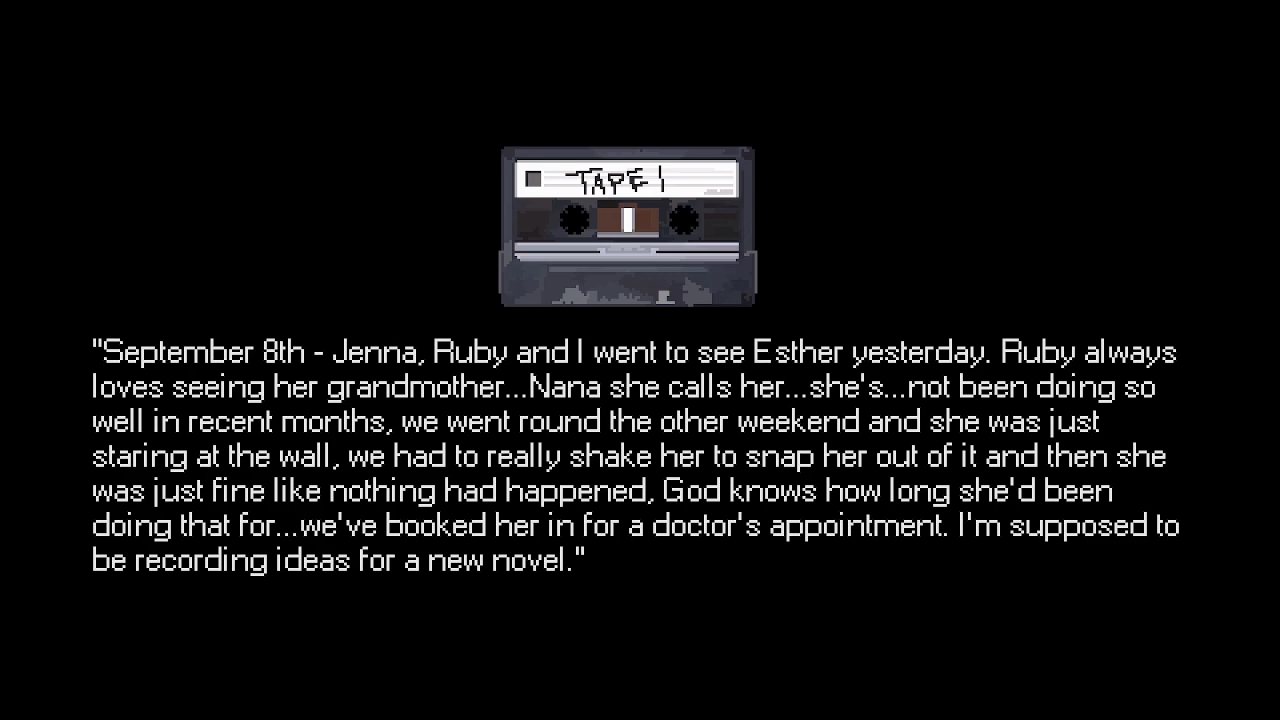 TAPE 1
"September 8th - Jenna, Ruby and I went to see Esther yesterday. Ruby always
loves seeing her grandmother...Nana she calls her...she's...not been doing so
well in recent months, we went round the other weekend and she was just
staring at the wall, we had to really shake her to snap her out of it and then she
was just fine like nothing had happened, God knows how long she'd been
doing that for...we've booked her in for a doctor's appointment. I'm supposed to
be recording ideas for a new novel."